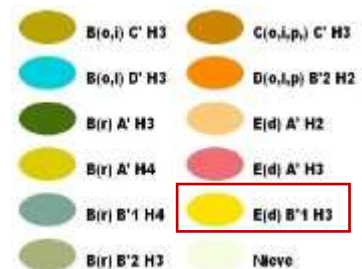 B(o,i) C' H3
B(o,i) D' H3
B(r) A' H3
B(r) A' H4
B(r) B'1 H4
B(r) B'2 H3
C(o,i,p,) C' H3
D(o,i,p) B'2 H2
E(d) A' H2
E(d) A' H3
E(d) B'1 H3
Nieve